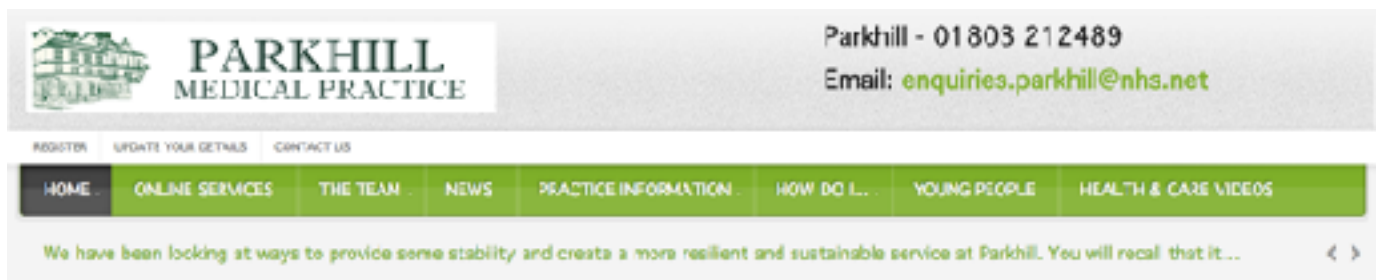 PARKHILL
MEDICAL PRACTICE
Parkhill - 01803 212489
Email: enquiries.parkhill@nhs.net
REGISTER UPDATE YOUR DETAILS CONTACT US
HOME ONLINE SERVICES THE TEAM NEWS PRACTICE INFORMATION HOW DO I... YOUNG PEOPLE HEALTH & CARE VIDEOS
We have been looking at ways to provide some stability and create a more resilient and sustainable service at Parkhill. You will recall that it...